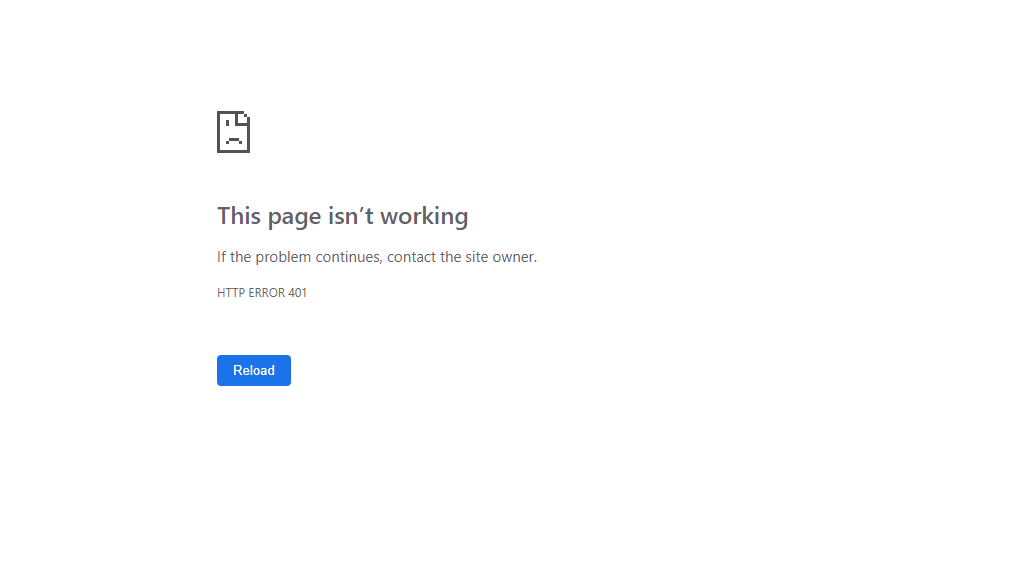 This page isn’t working
If the problem continues, contact the site owner.
HTTP ERROR 401
Reload